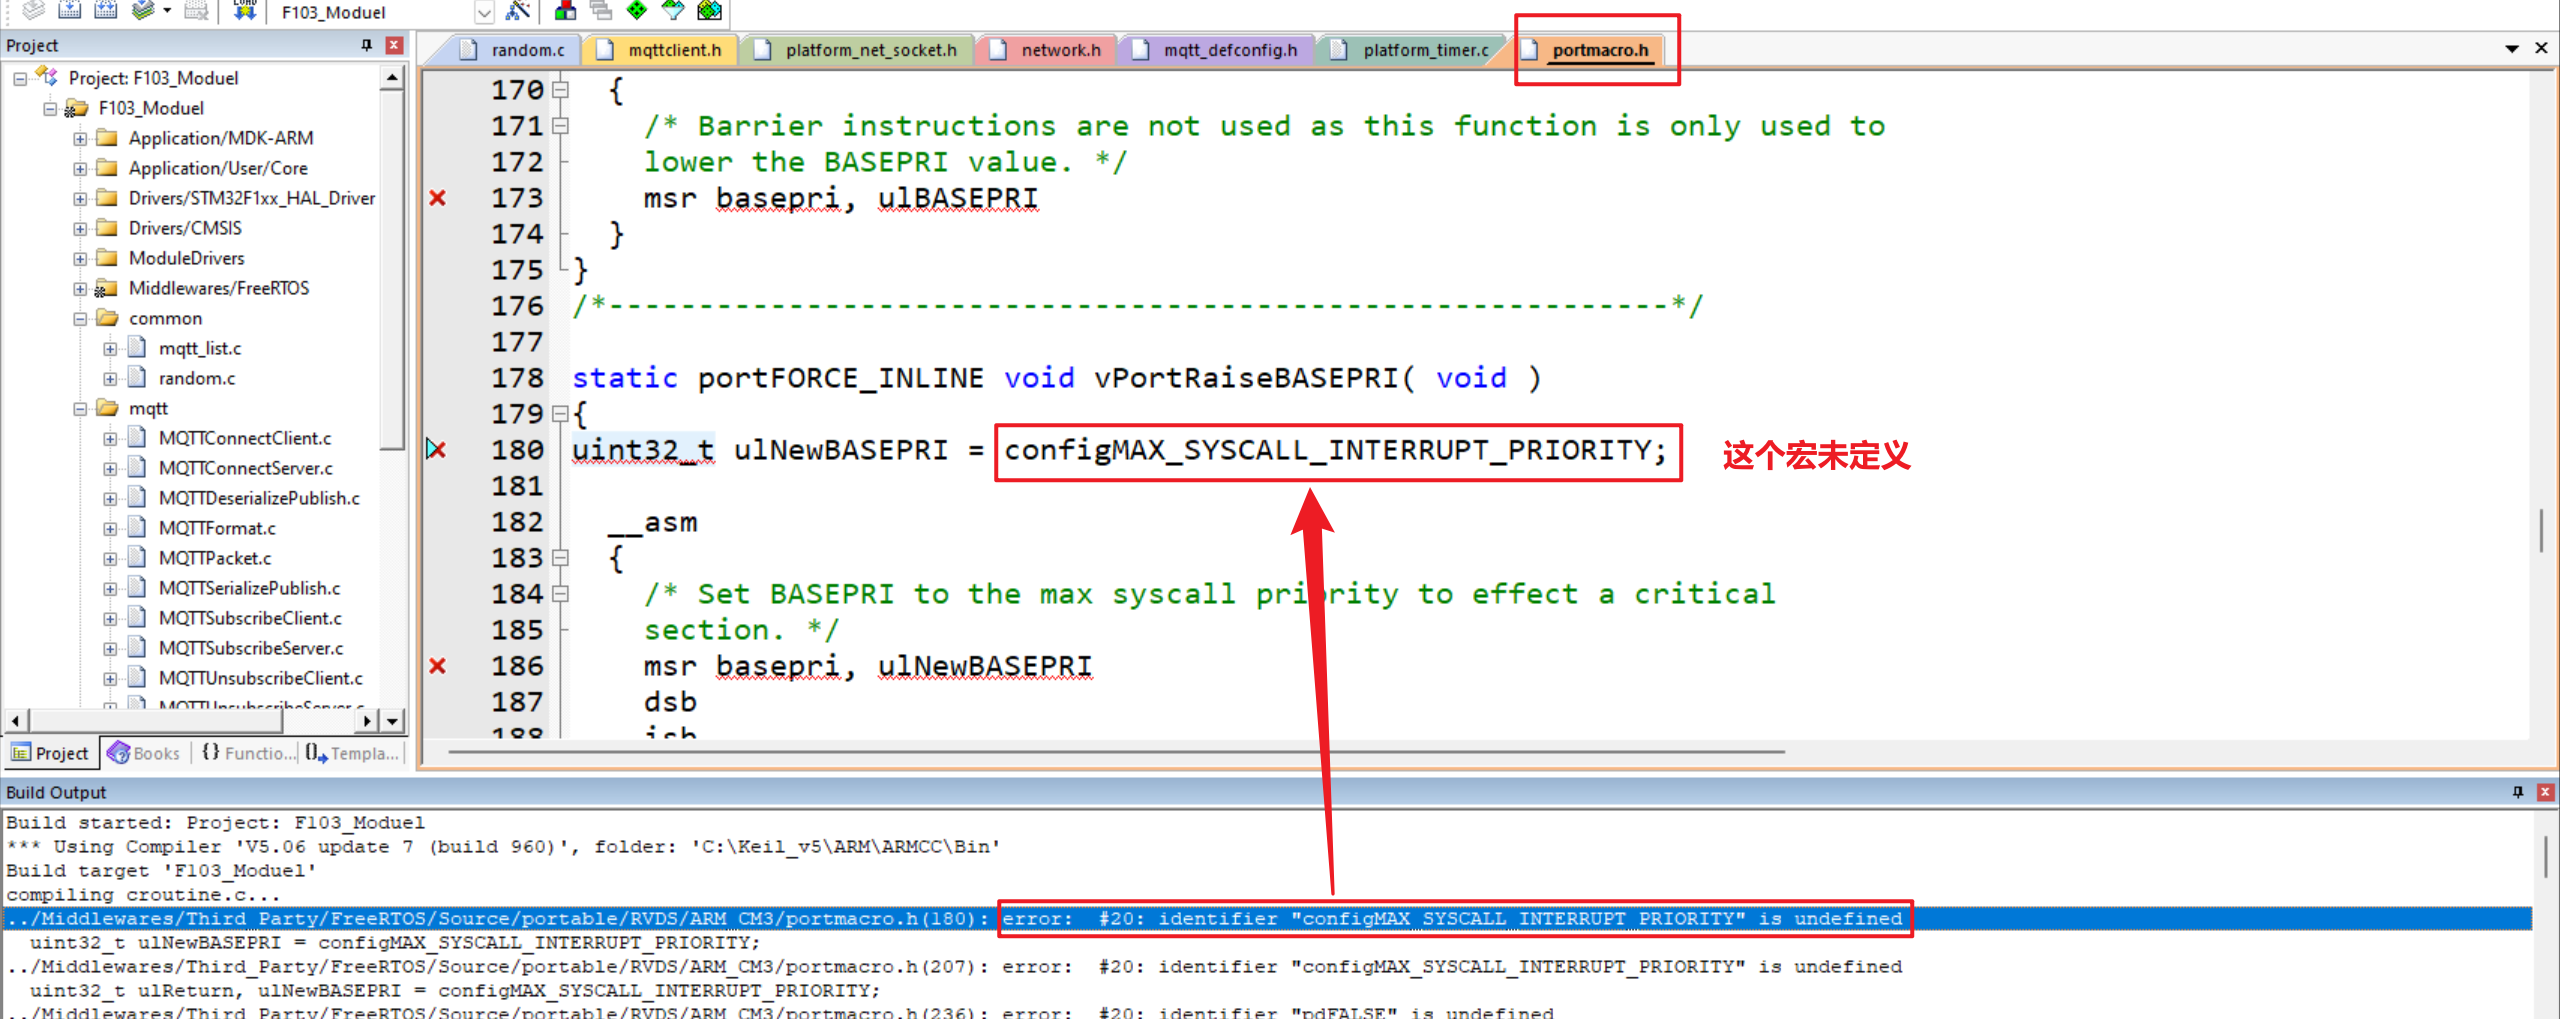 F103_Moduel
Project
random.c
mqttclient.h
platform_net_socket.h
network.h
mqtt_defconfig.h
platform_timer.c
portmacro.h
Project: F103_Moduel
F103_Moduel
Application/MDK-ARM
Application/User/Core
Drivers/STM32F1xx_HAL_Driver
Drivers/CMSIS
ModuleDrivers
Middlewares/FreeRTOS
common
mqtt_list.c
random.c
mqtt
MQTTConnectClient.c
MQTTConnectServer.c
MQTTDeserializePublish.c
MQTTFormat.c
MQTTPacket.c
MQTTSerializePublish.c
MQTTSubscribeClient.c
MQTTSubscribeServer.c
MQTTUnsubscribeClient.c
MQTTUnsubscribeServer.c
Project Books {} Functio... Templa...
170 {
171 /* Barrier instructions are not used as this function is only used to
172 lower the BASEPRI value. */
173 msr basepri, ulBASEPRI
174 }
175 }
176 /*-----------------------------------------------------------*/
177
178 static portFORCE_INLINE void vPortRaiseBASEPRI( void )
179 {
180 uint32_t ulNewBASEPRI = configMAX_SYSCALL_INTERRUPT_PRIORITY;
这个宏未定义
181
182 __asm
183 {
184 /* Set BASEPRI to the max syscall priority to effect a critical
185 section. */
186 msr basepri, ulNewBASEPRI
187 dsb
188 isb
Build Output
Build started: Project: F103_Moduel
*** Using Compiler 'V5.06 update 7 (build 960)', folder: 'C:\Keil_v5\ARM\ARMCC\Bin'
Build target 'F103_Moduel'
compiling croutine.c...
../Middlewares/Third_Party/FreeRTOS/Source/portable/RVDS/ARM_CM3/portmacro.h(180): error:  #20: identifier "configMAX_SYSCALL_INTERRUPT_PRIORITY" is undefined
uint32_t ulNewBASEPRI = configMAX_SYSCALL_INTERRUPT_PRIORITY;
../Middlewares/Third_Party/FreeRTOS/Source/portable/RVDS/ARM_CM3/portmacro.h(207): error:  #20: identifier "configMAX_SYSCALL_INTERRUPT_PRIORITY" is undefined
uint32_t ulReturn, ulNewBASEPRI = configMAX_SYSCALL_INTERRUPT_PRIORITY;
../Middlewares/Third_Party/FreeRTOS/Source/portable/RVDS/ARM_CM3/portmacro.h(236): error:  #20: identifier "pdFALSE" is undefined